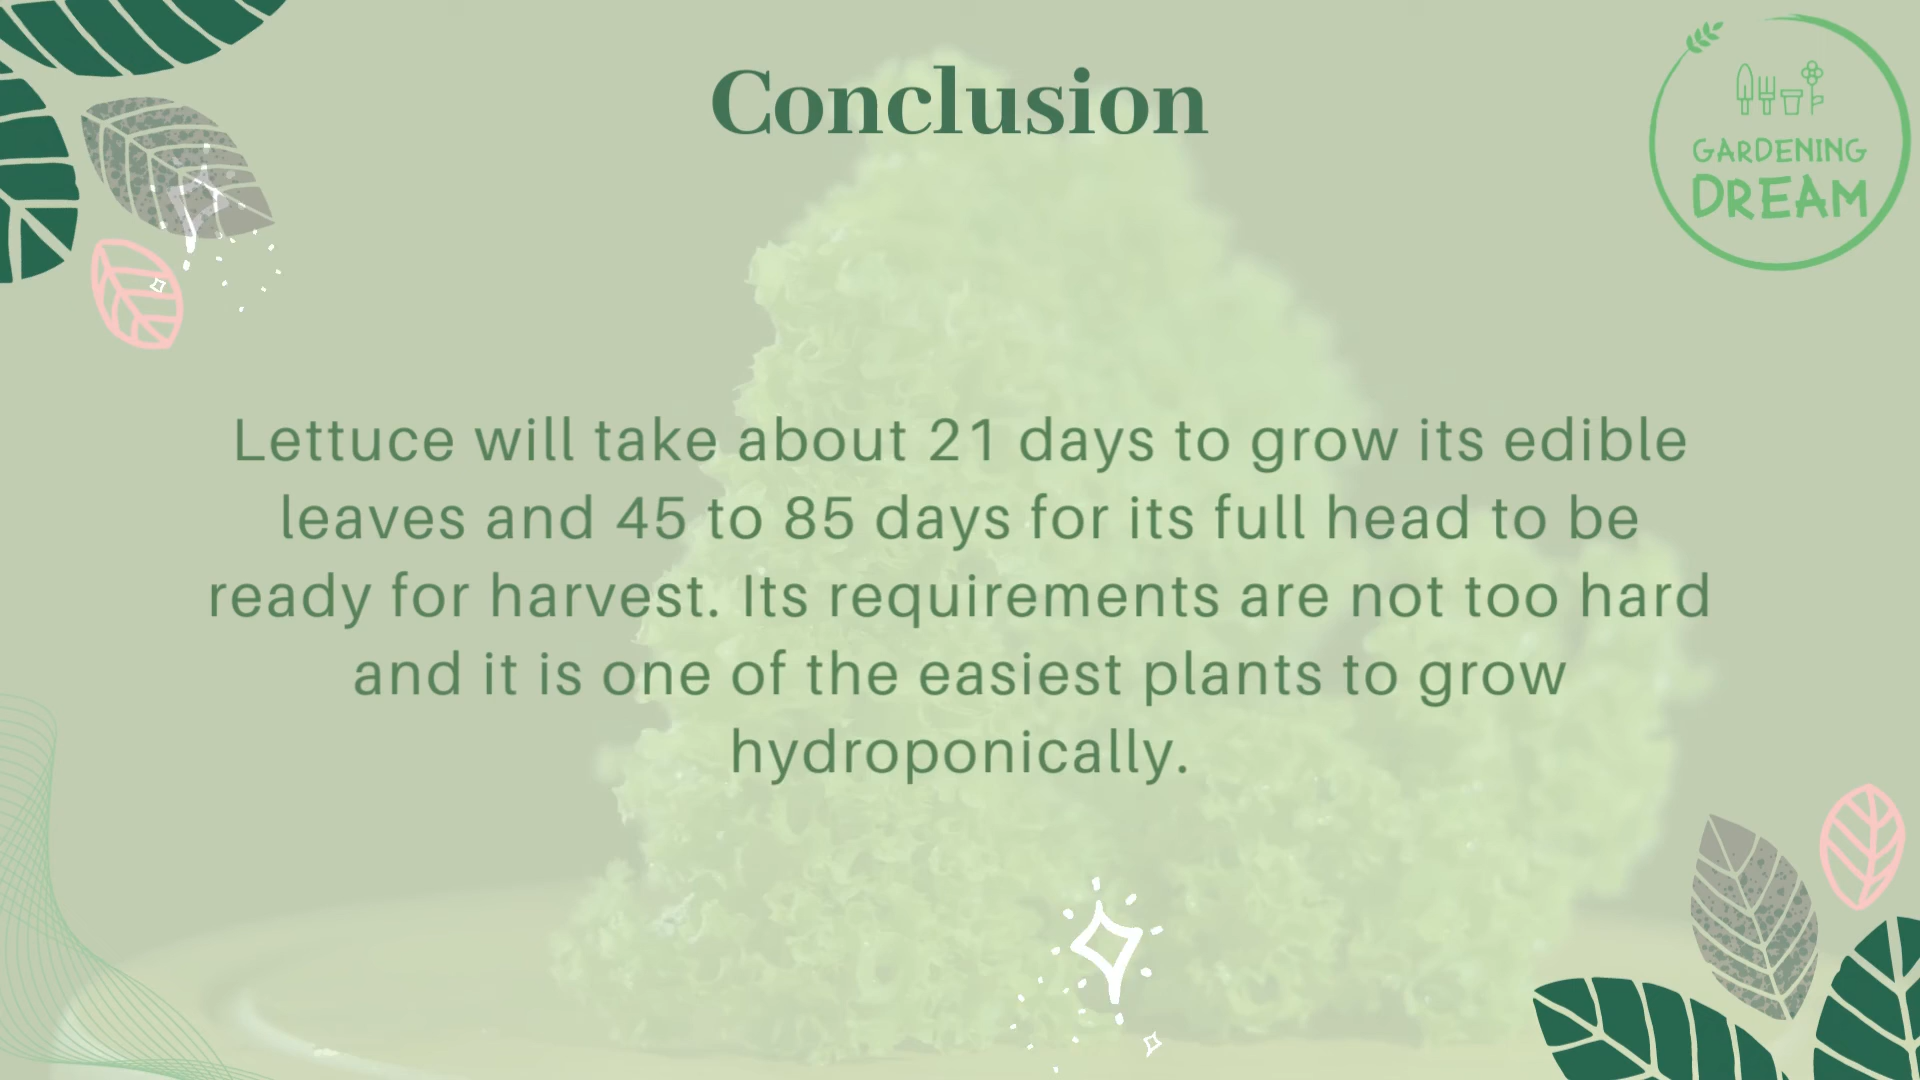 Conclusion
GARDENING
DREAM
Lettuce will take about 21 days to grow its edible
leaves and 45 to 85 days for its full head to be
ready for harvest. Its requirements are not too hard
and it is one of the easiest plants to grow
hydroponically.